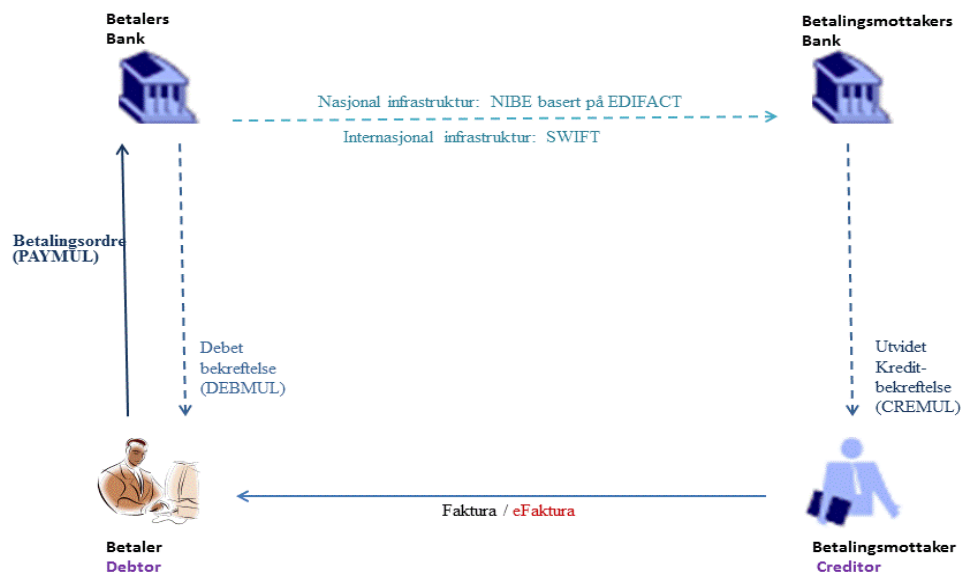 Betalers
Bank
Betalingsmottakers
Bank
Nasjonal infrastruktur: NIBE basert på EDIFACT
Internasjonal infrastruktur: SWIFT
Betalingsordre
(PAYMUL)
Debet
bekreftelse
(DEBMUL)
Utvidet
Kredit-
bekreftelse
(CREMUL)
Faktura / eFaktura
Betaler
Debtor
Betalingsmottaker
Creditor